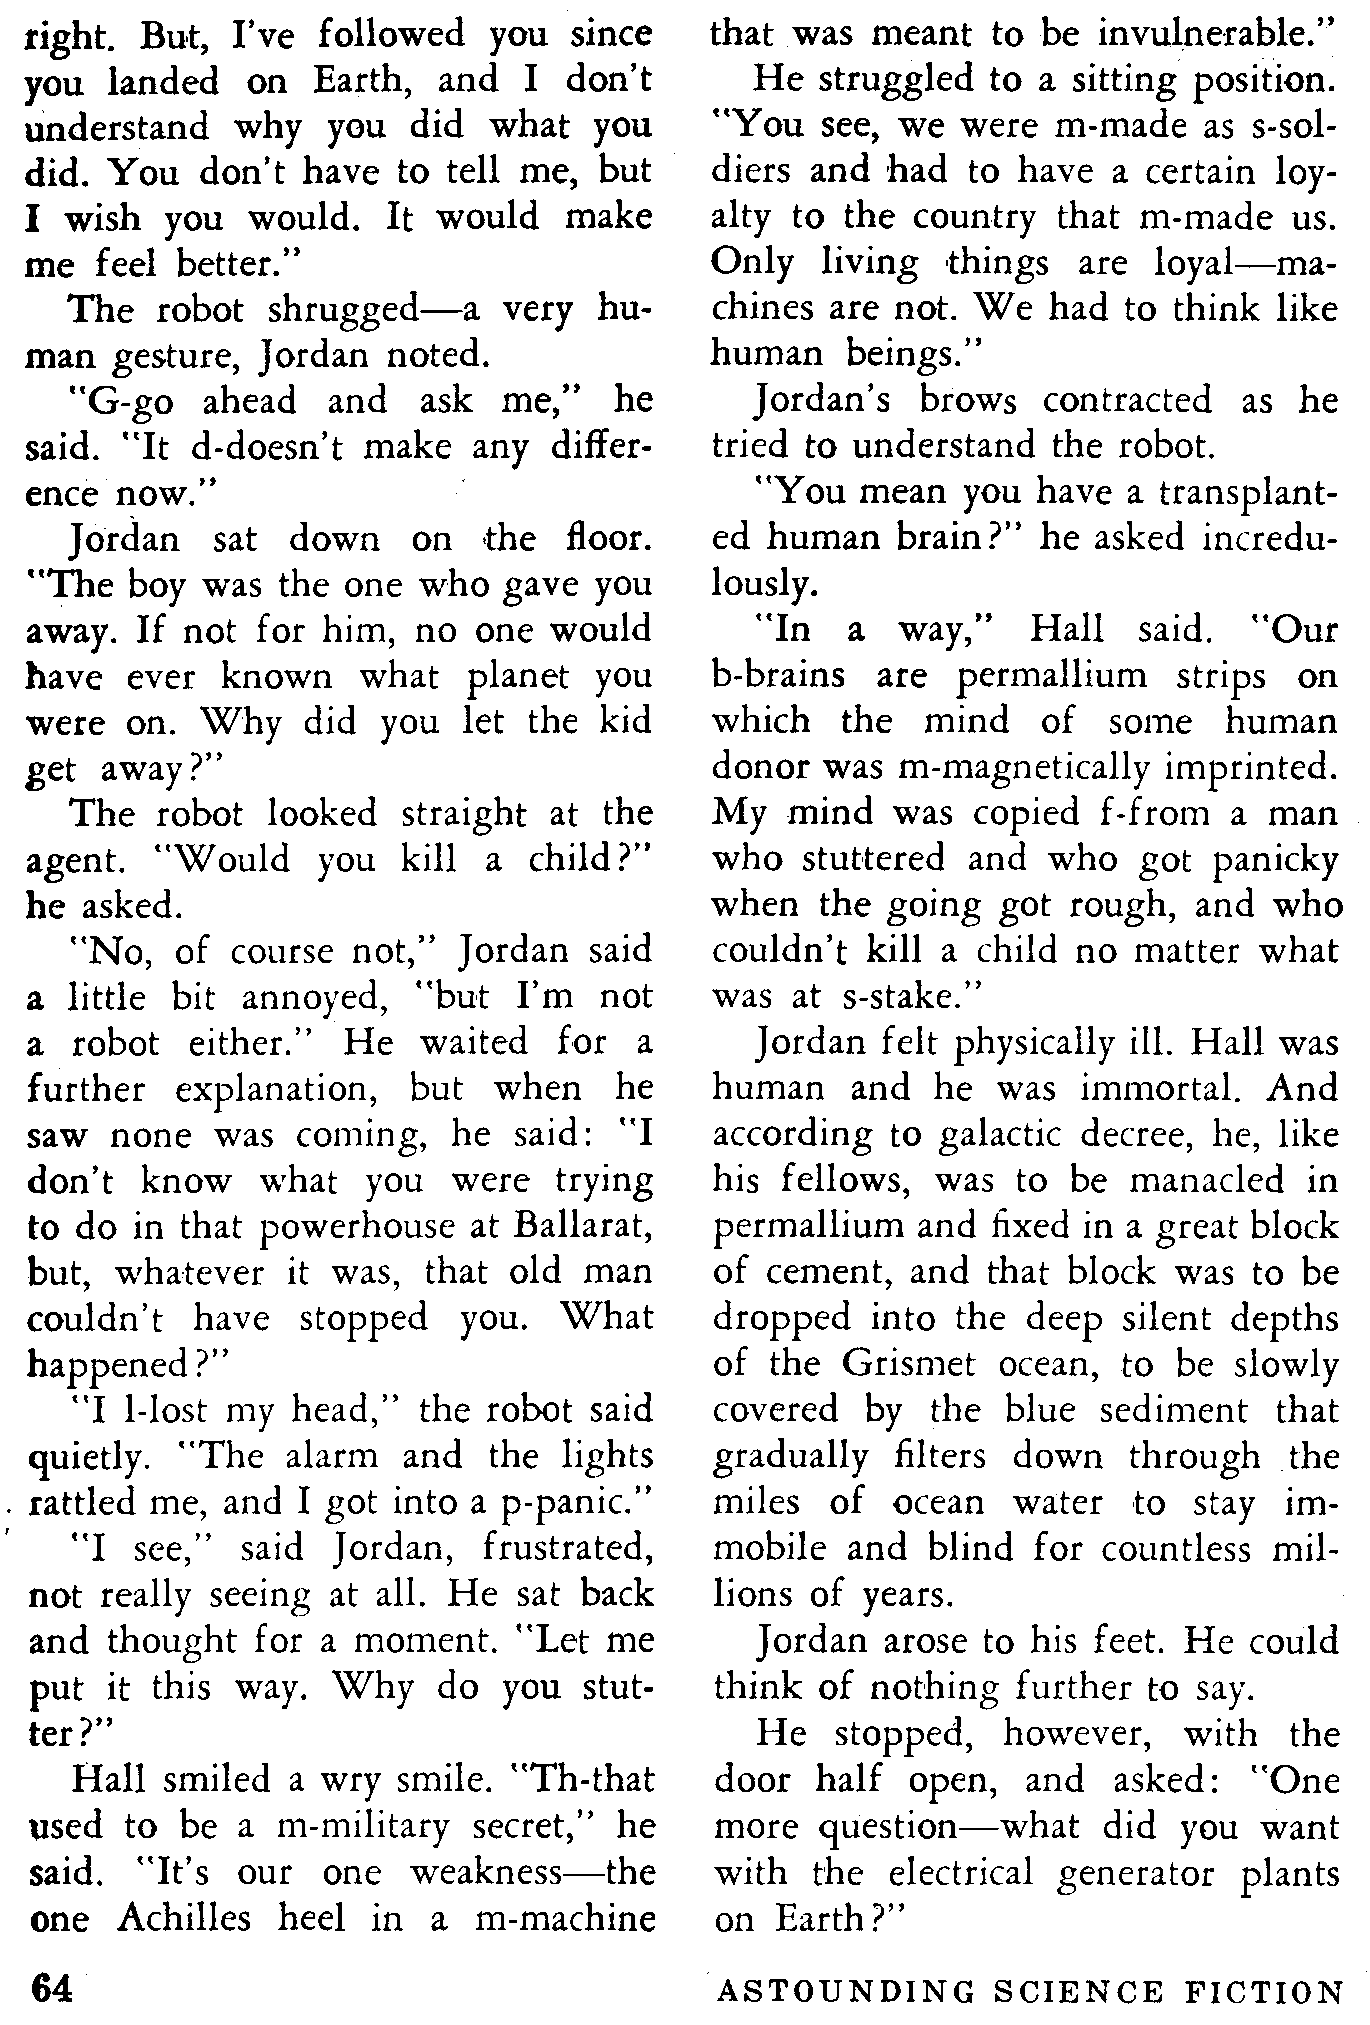 right. But, I've followed you since
you landed on Earth, and I don't
understand why you did what you
did. You don't have to tell me, but
I wish you would. It would make
me feel better."
The robot shrugged—a very hu-
man gesture, Jordan noted.
"G-go ahead and ask me," he
said. "It d-doesn't make any differ-
ence now."
Jordan sat down on the floor.
"The boy was the one who gave you
away. If not for him, no one would
have ever known what planet you
were on. Why did you let the kid
get away?"
The robot looked straight at the
agent. "Would you kill a child?"
he asked.
"No, of course not," Jordan said
a little bit annoyed, "but I'm not
a robot either." He waited for a
further explanation, but when he
saw none was coming, he said: "I
don't know what you were trying
to do in that powerhouse at Ballarat,
but, whatever it was, that old man
couldn't have stopped you. What
happened?"
"I l-lost my head," the robot said
quietly. "The alarm and the lights
rattled me, and I got into a p-panic."
"I see," said Jordan, frustrated,
not really seeing at all. He sat back
and thought for a moment. "Let me
put it this way. Why do you stut-
ter?"
Hall smiled a wry smile. "Th-that
used to be a m-military secret," he
said. "It's our one weakness—the
one Achilles heel in a m-machine
that was meant to be invulnerable."
He struggled to a sitting position.
"You see, we were m-made as s-sol-
diers and had to have a certain loy-
alty to the country that m-made us.
Only living things are loyal—ma-
chines are not. We had to think like
human beings."
Jordan's brows contracted as he
tried to understand the robot.
"You mean you have a transplant-
ed human brain?" he asked incredu-
lously.
"In a way," Hall said. "Our
b-brains are permallium strips on
which the mind of some human
donor was m-magnetically imprinted.
My mind was copied f-from a man
who stuttered and who got panicky
when the going got rough, and who
couldn't kill a child no matter what
was at s-stake."
Jordan felt physically ill. Hall was
human and he was immortal. And
according to galactic decree, he, like
his fellows, was to be manacled in
permallium and fixed in a great block
of cement, and that block was to be
dropped into the deep silent depths
of the Grismet ocean, to be slowly
covered by the blue sediment that
gradually filters down through the
miles of ocean water to stay im-
mobile and blind for countless mil-
lions of years.
Jordan arose to his feet. He could
think of nothing further to say.
He stopped, however, with the
door half open, and asked: "One
more question—what did you want
with the electrical generator plants
on Earth?"
64
ASTOUNDING SCIENCE FICTION